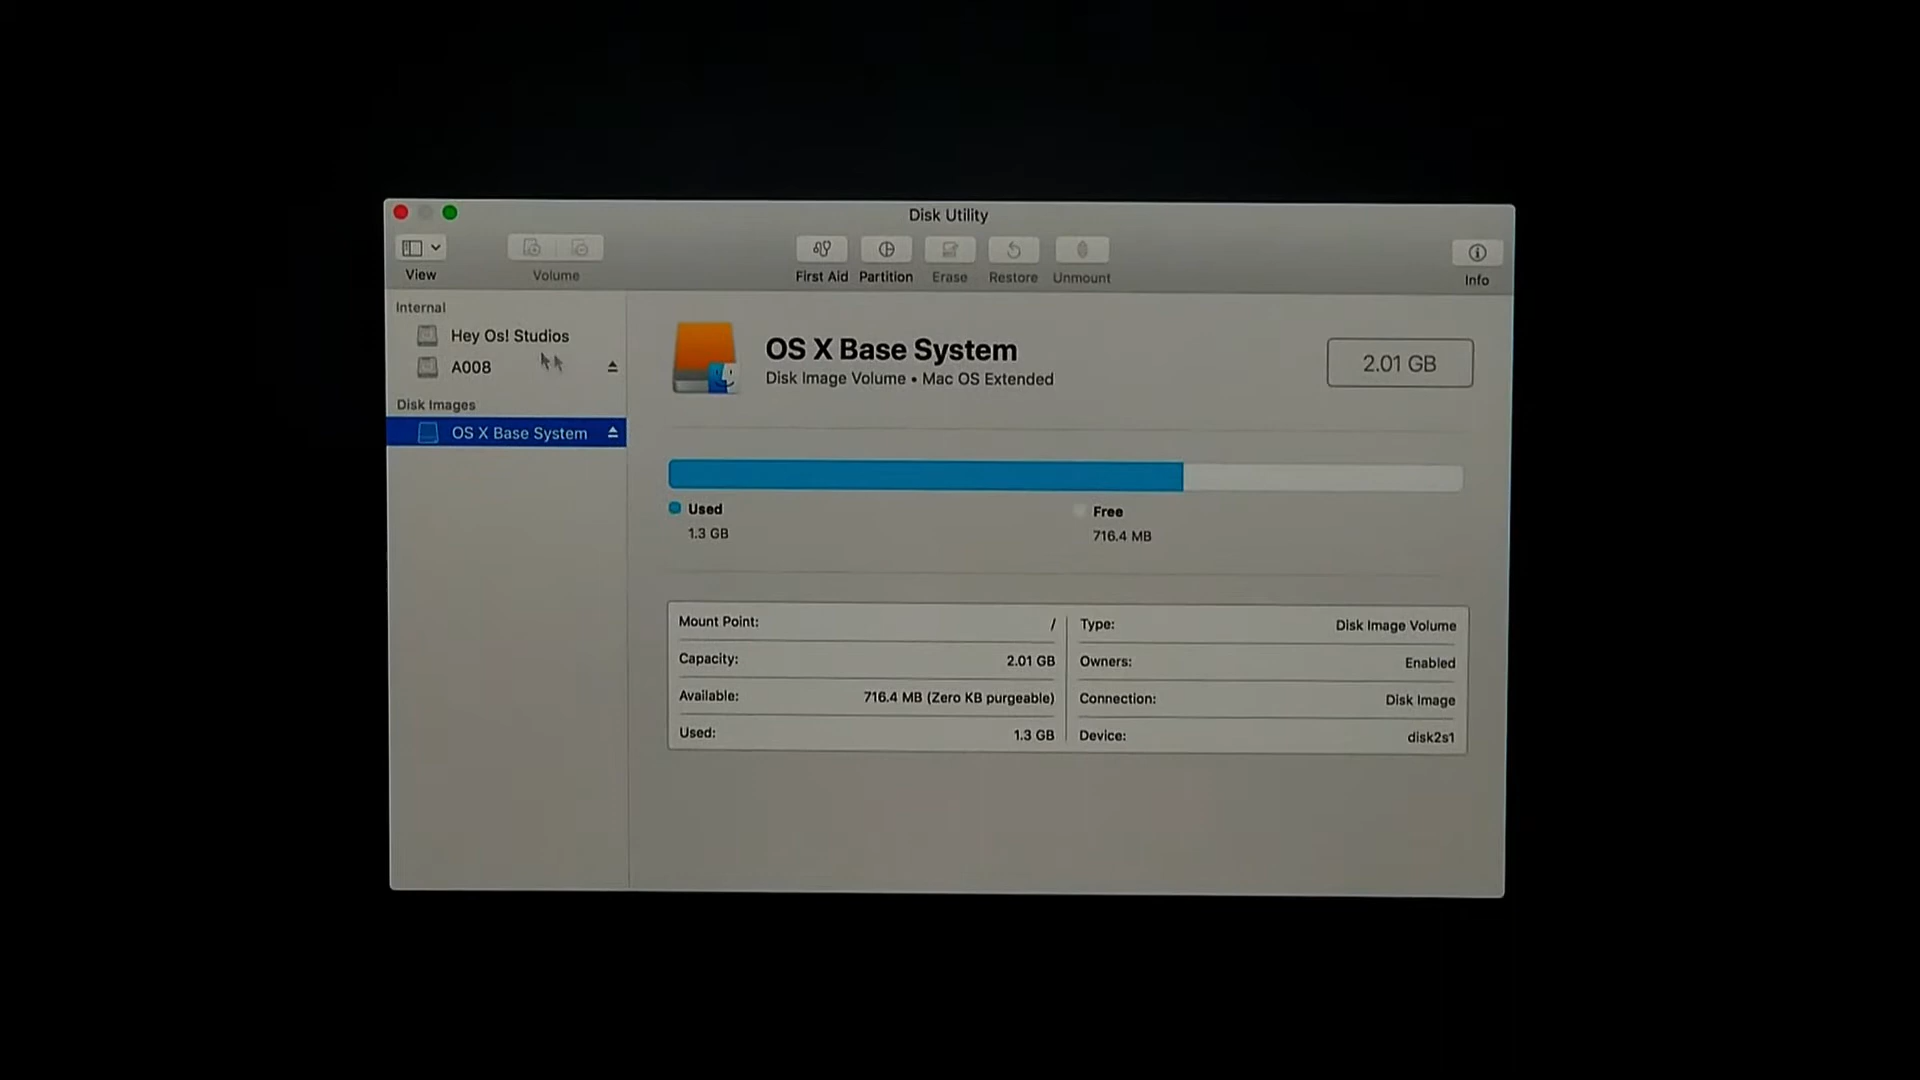 Disk Utility
View
Volume
First Aid
Partition
Erase
Restore
Unmount
Info
Internal
Hey Os! Studios
A008
Disk Images
OS X Base System
OS X Base System
Disk Image Volume • Mac OS Extended
2.01 GB
Used
1.3 GB
Free
716.4 MB
Mount Point: /
Capacity: 2.01 GB
Available: 716.4 MB (Zero KB purgeable)
Used: 1.3 GB
Type: Disk Image Volume
Owners: Enabled
Connection: Disk Image
Device: disk2s1